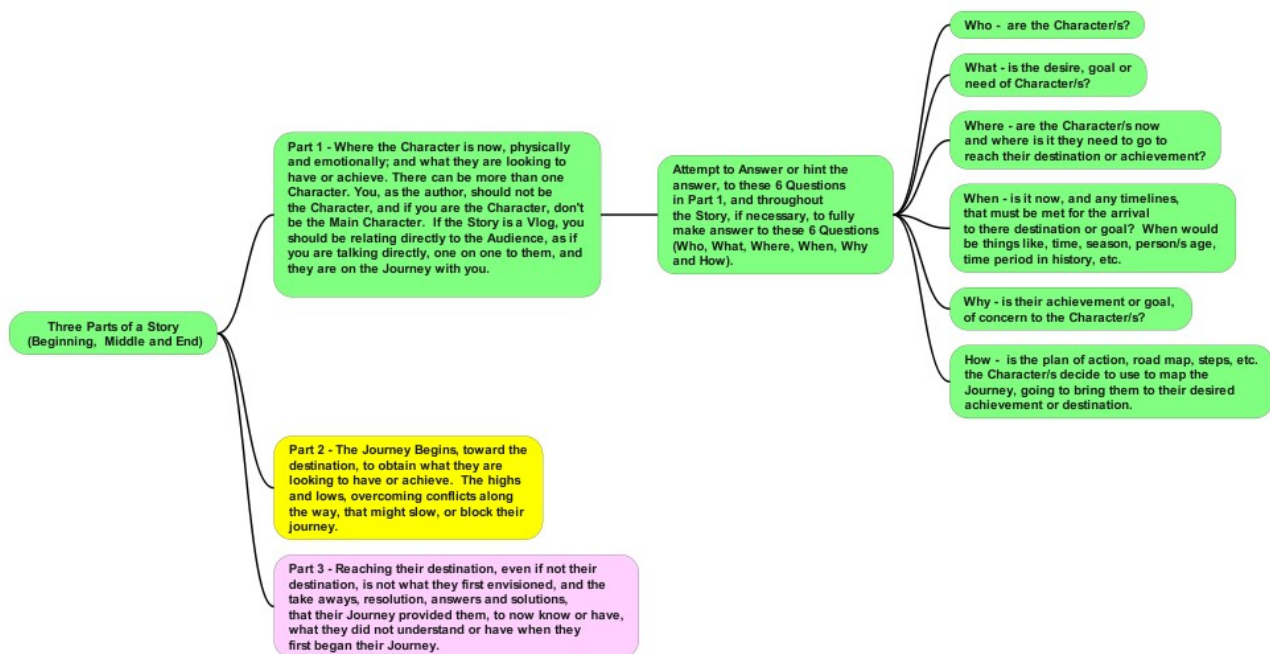 Three Parts of a Story
(Beginning,  Middle and End)
Part 1 - Where the Character is now, physically
and emotionally; and what they are looking to
have or achieve. There can be more than one
Character. You, as the author, should not be
the Character, and if you are the Character, don't
be the Main Character.  If the Story is a Vlog, you
should be relating directly to the Audience, as if
you are talking directly, one on one to them, and
they are on the Journey with you.
Attempt to Answer or hint the
answer, to these 6 Questions
in Part 1, and throughout
the Story, if necessary, to fully
make answer to these 6 Questions
(Who, What, Where, When, Why
and How).
Who -  are the Character/s?
What - is the desire, goal or
need of Character/s?
Where - are the Character/s now
and where is it they need to go to
reach their destination or achievement?
When - is it now, and any timelines,
that must be met for the arrival
to there destination or goal?  When would
be things like, time, season, person/s age,
time period in history, etc.
Why - is their achievement or goal,
of concern to the Character/s?
How -  is the plan of action, road map, steps, etc.
the Character/s decide to use to map the
Journey, going to bring them to their desired
achievement or destination.
Part 2 - The Journey Begins, toward the
destination, to obtain what they are
looking to have or achieve.  The highs
and lows, overcoming conflicts along
the way, that might slow, or block their
journey.
Part 3 - Reaching their destination, even if not their
destination, is not what they first envisioned, and the
take aways, resolution, answers and solutions,
that their Journey provided them, to now know or have,
what they did not understand or have when they
first began their Journey.